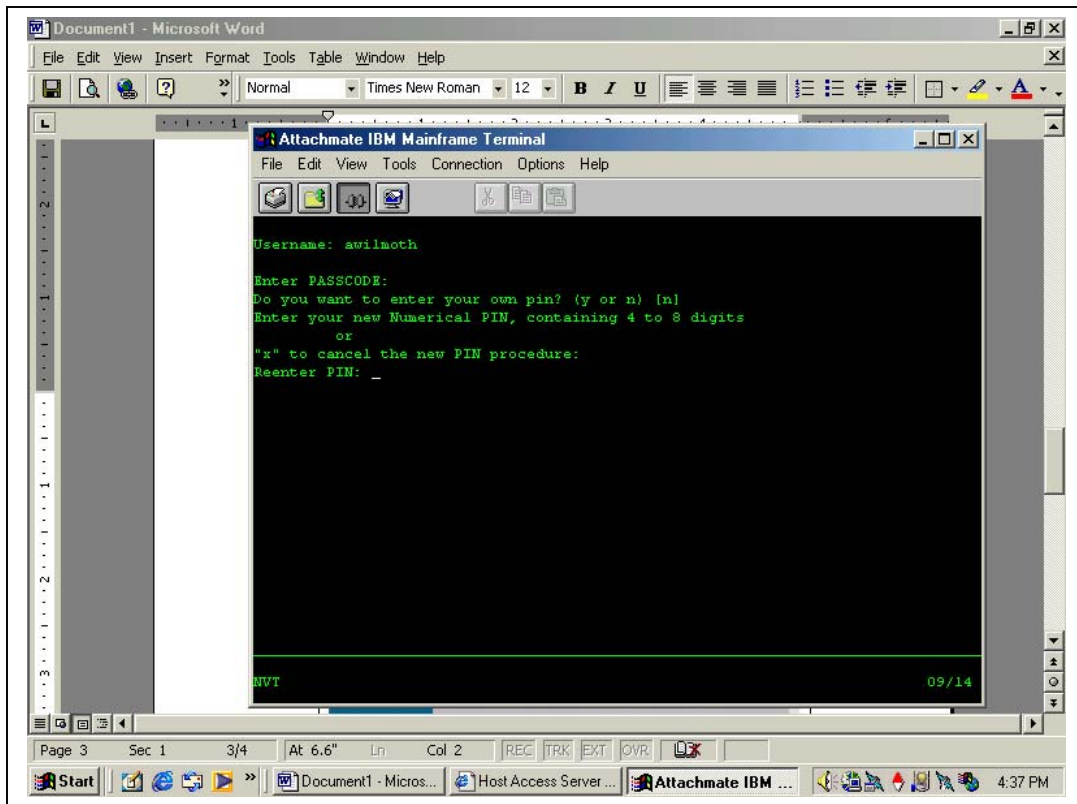 Document1 - Microsoft Word
File Edit View Insert Format Tools Table Window Help
Normal Times New Roman 12 B I U A
L 1
Attachmate IBM Mainframe Terminal
File Edit View Tools Connection Options Help
Username: awilmoth
Enter PASSCODE:
Do you want to enter your own pin? (y or n) [n]
Enter your new Numerical PIN, containing 4 to 8 digits
or
"x" to cancel the new PIN procedure:
Reenter PIN: _
NVT 09/14
Page 3 Sec 1 3/4 At 6.6" Ln Col 2 REC TRK EXT OVR
Start Document1 - Micros... Host Access Server ... Attachmate IBM ... 4:37 PM